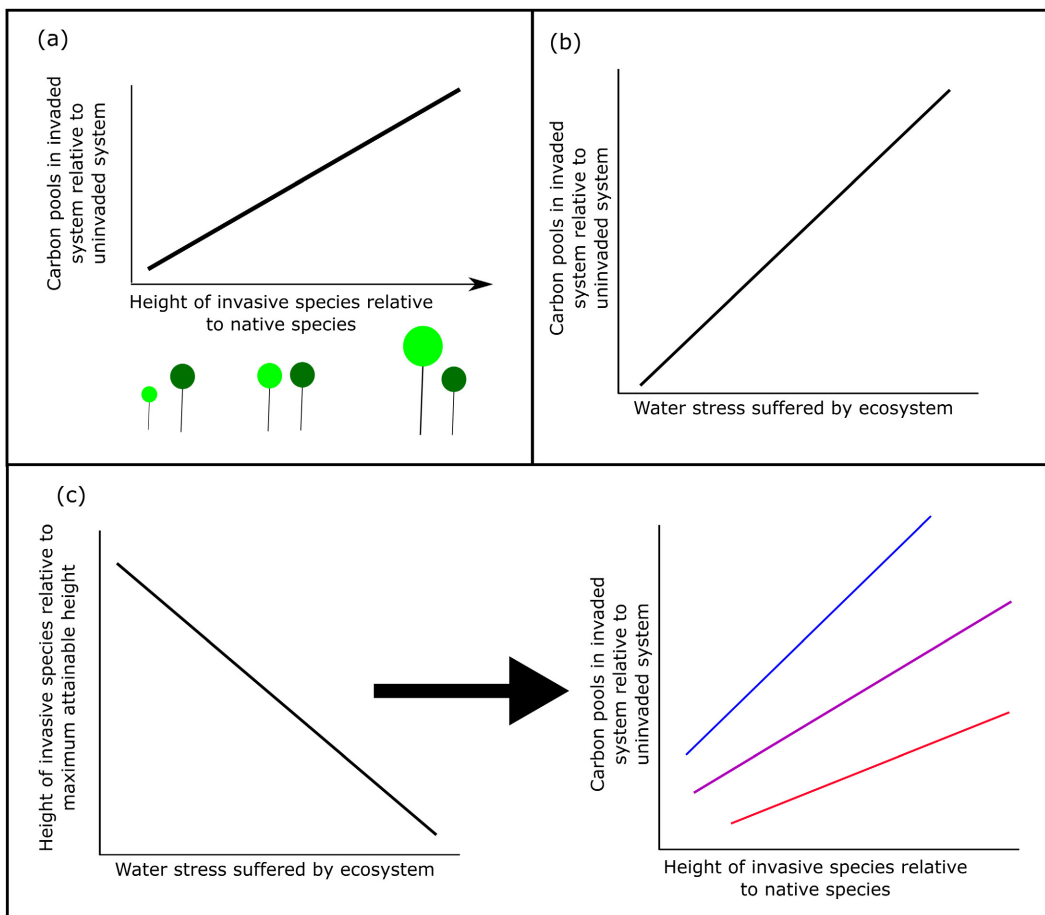 (a)
Carbon pools in invaded
system relative to
uninvaded system
Height of invasive species relative
to native species
(b)
Carbon pools in invaded
system relative to
uninvaded system
Water stress suffered by ecosystem
(c)
Height of invasive species relative to
maximum attainable height
Water stress suffered by ecosystem
Carbon pools in invaded
system relative to
uninvaded system
Height of invasive species relative
to native species